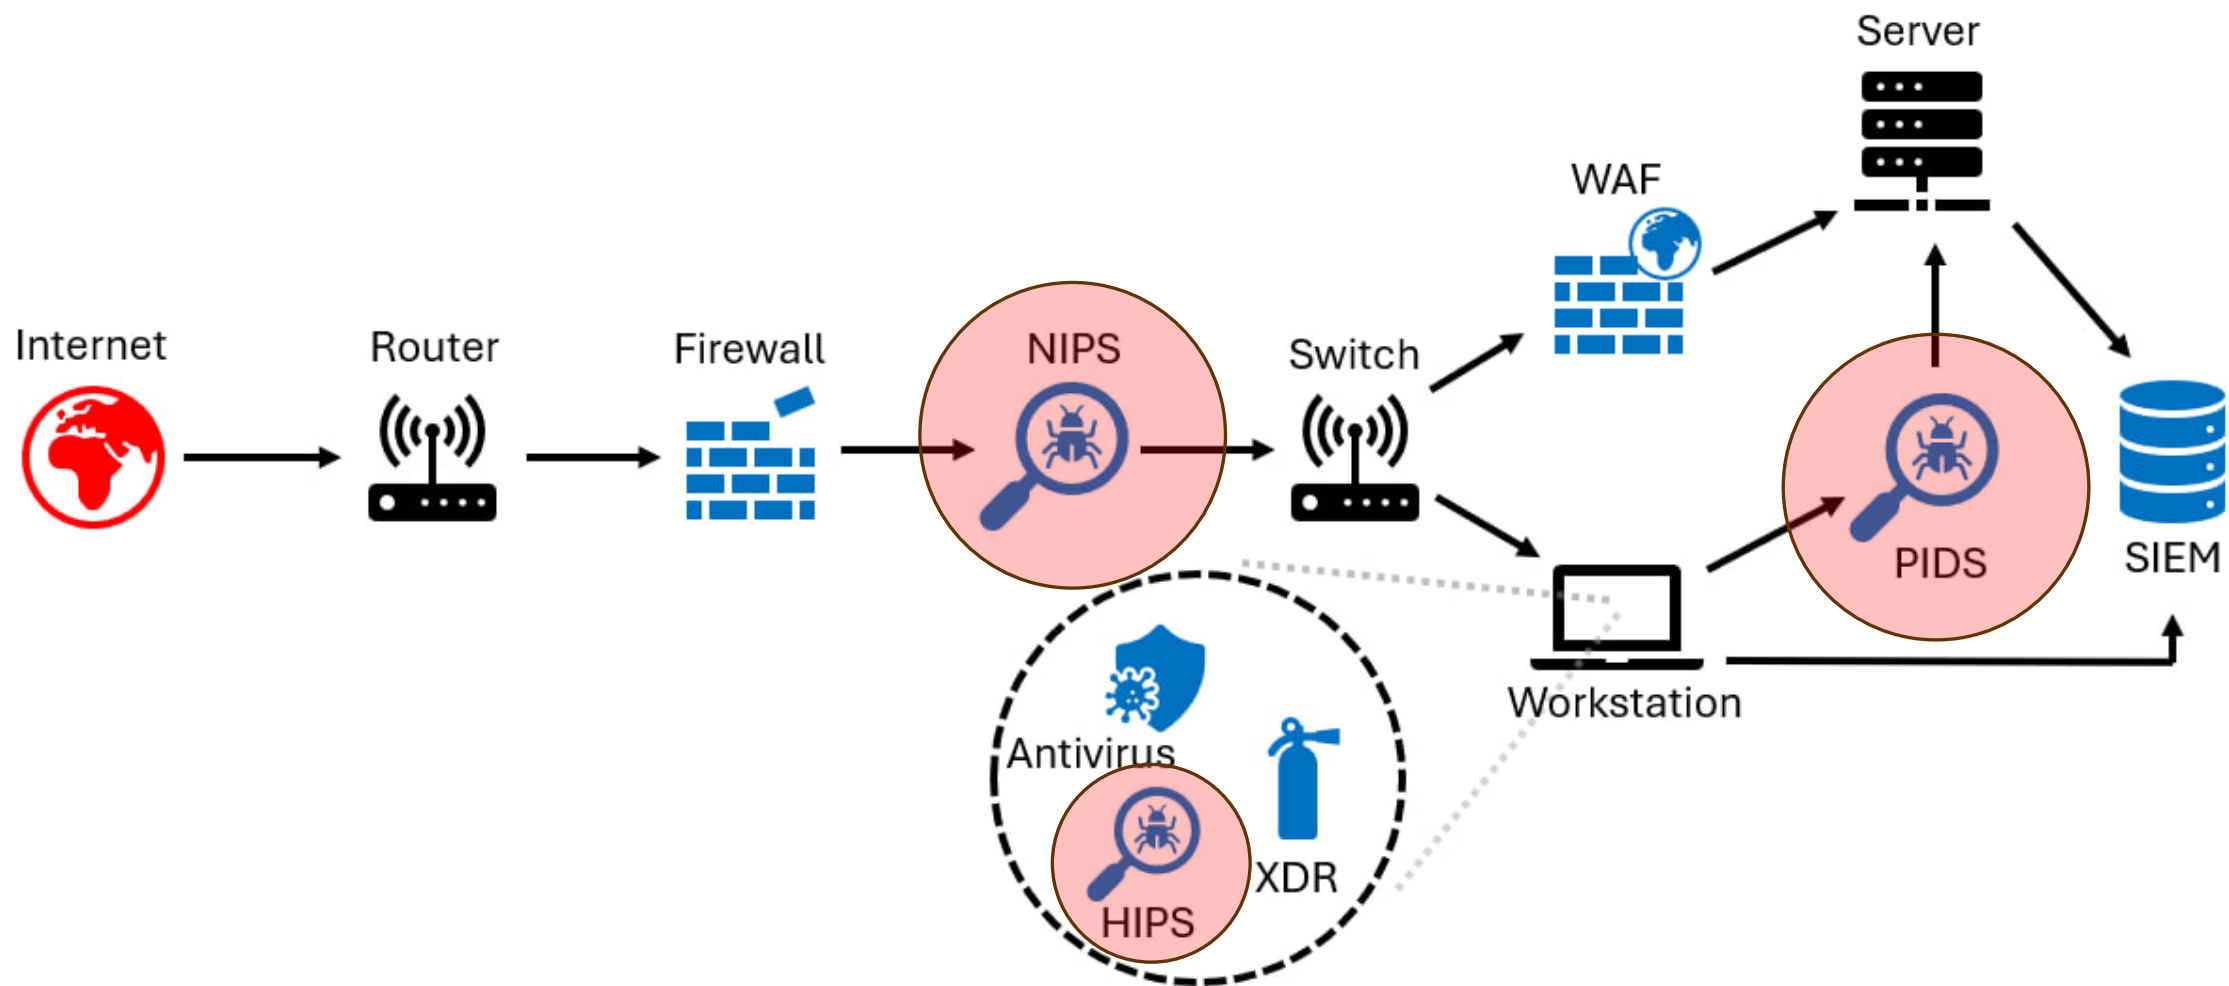 Internet
Router
Firewall
NIPS
Switch
WAF
Server
Workstation
PIDS
SIEM
Antivirus
HIPS
XDR